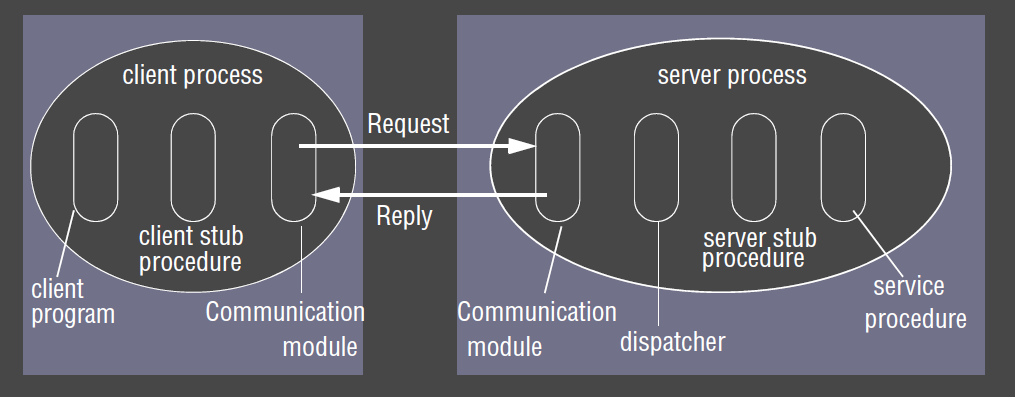 client process
server process
Request
Reply
client stub
procedure
server stub
procedure
client
program
Communication
module
Communication
module
dispatcher
service
procedure